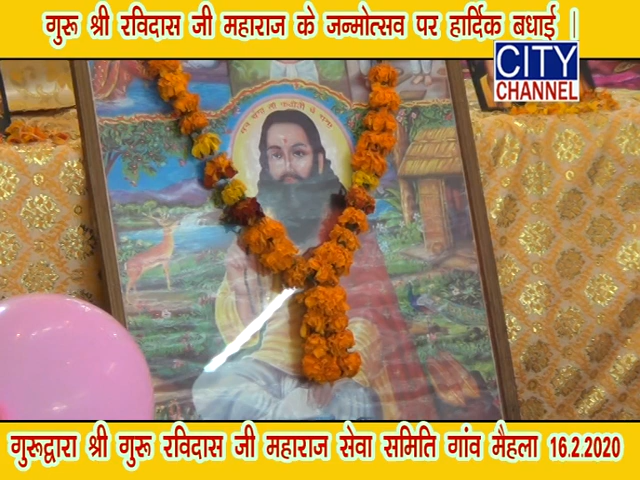 गुरू श्री रविदास जी महाराज के जन्मोत्सव पर हार्दिक बधाई |
CITY
CHANNEL
गुरूद्वारा श्री गुरू रविदास जी महाराज सेवा समिति गांव मैहला 16.2.2020